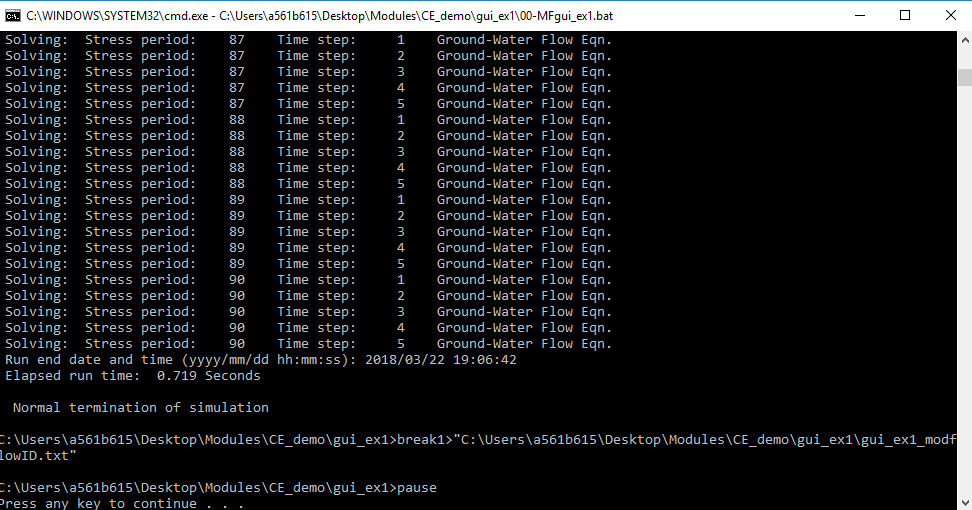 C:\WINDOWS\SYSTEM32\cmd.exe - C:\Users\a561b615\Desktop\Modules\CE_demo\gui_ex1\00-MFgui_ex1.bat
Solving:  Stress period:    87    Time step:     1    Ground-Water Flow Eqn.
Solving:  Stress period:    87    Time step:     2    Ground-Water Flow Eqn.
Solving:  Stress period:    87    Time step:     3    Ground-Water Flow Eqn.
Solving:  Stress period:    87    Time step:     4    Ground-Water Flow Eqn.
Solving:  Stress period:    87    Time step:     5    Ground-Water Flow Eqn.
Solving:  Stress period:    88    Time step:     1    Ground-Water Flow Eqn.
Solving:  Stress period:    88    Time step:     2    Ground-Water Flow Eqn.
Solving:  Stress period:    88    Time step:     3    Ground-Water Flow Eqn.
Solving:  Stress period:    88    Time step:     4    Ground-Water Flow Eqn.
Solving:  Stress period:    88    Time step:     5    Ground-Water Flow Eqn.
Solving:  Stress period:    89    Time step:     1    Ground-Water Flow Eqn.
Solving:  Stress period:    89    Time step:     2    Ground-Water Flow Eqn.
Solving:  Stress period:    89    Time step:     3    Ground-Water Flow Eqn.
Solving:  Stress period:    89    Time step:     4    Ground-Water Flow Eqn.
Solving:  Stress period:    89    Time step:     5    Ground-Water Flow Eqn.
Solving:  Stress period:    90    Time step:     1    Ground-Water Flow Eqn.
Solving:  Stress period:    90    Time step:     2    Ground-Water Flow Eqn.
Solving:  Stress period:    90    Time step:     3    Ground-Water Flow Eqn.
Solving:  Stress period:    90    Time step:     4    Ground-Water Flow Eqn.
Solving:  Stress period:    90    Time step:     5    Ground-Water Flow Eqn.
Run end date and time (yyyy/mm/dd hh:mm:ss): 2018/03/22 19:06:42
Elapsed run time:  0.719 Seconds
Normal termination of simulation
C:\Users\a561b615\Desktop\Modules\CE_demo\gui_ex1>break1>"C:\Users\a561b615\Desktop\Modules\CE_demo\gui_ex1\gui_ex1_modf
lowID.txt"
C:\Users\a561b615\Desktop\Modules\CE_demo\gui_ex1>pause
Press any key to continue . . .